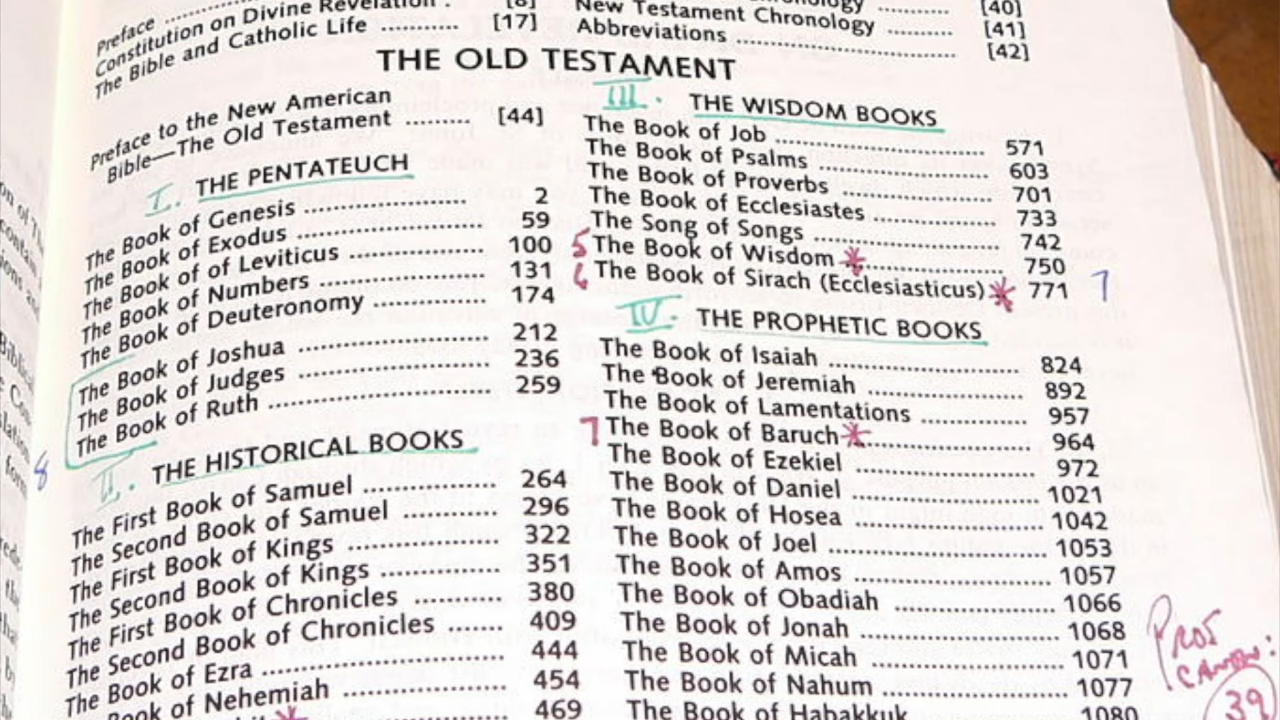 Preface
Constitution on Divine Revelation . [8]
The Bible and Catholic Life ........... [17]
[40]
New Testament Chronology ........ [41]
Abbreviations ................................ [42]
THE OLD TESTAMENT
Preface to the New American
Bible—The Old Testament ......... [44]
I. THE PENTATEUCH
The Book of Genesis ........................ 2
The Book of Exodus ........................ 59
The Book of of Leviticus .................. 100
The Book of Numbers ...................... 131
The Book of Deuteronomy ................ 174
The Book of Joshua ........................ 212
The Book of Judges ........................ 236
The Book of Ruth ............................ 259
8
II. THE HISTORICAL BOOKS
The First Book of Samuel ................ 264
The Second Book of Samuel ............ 296
The First Book of Kings .................. 322
The Second Book of Kings .............. 351
The First Book of Chronicles .......... 380
The Second Book of Chronicles ...... 409
The Book of Ezra ............................ 444
Book of Nehemiah .................... 454
469
III. THE WISDOM BOOKS
The Book of Job .............................. 571
The Book of Psalms ........................ 603
The Book of Proverbs ...................... 701
The Book of Ecclesiastes ................ 733
The Song of Songs .......................... 742
5 The Book of Wisdom * .................... 750
6 The Book of Sirach (Ecclesiasticus) * 771 7
IV. THE PROPHETIC BOOKS
The Book of Isaiah .......................... 824
The Book of Jeremiah ...................... 892
The Book of Lamentations .............. 957
7 The Book of Baruch * ...................... 964
The Book of Ezekiel ........................ 972
The Book of Daniel .......................... 1021
The Book of Hosea .......................... 1042
The Book of Joel .............................. 1053
The Book of Amos .......................... 1057
The Book of Obadiah ...................... 1066
The Book of Jonah .......................... 1068
The Book of Micah .......................... 1071
The Book of Nahum ........................ 1077
The Book of Habakkuk .................... 1080
PROT
CANON:
39